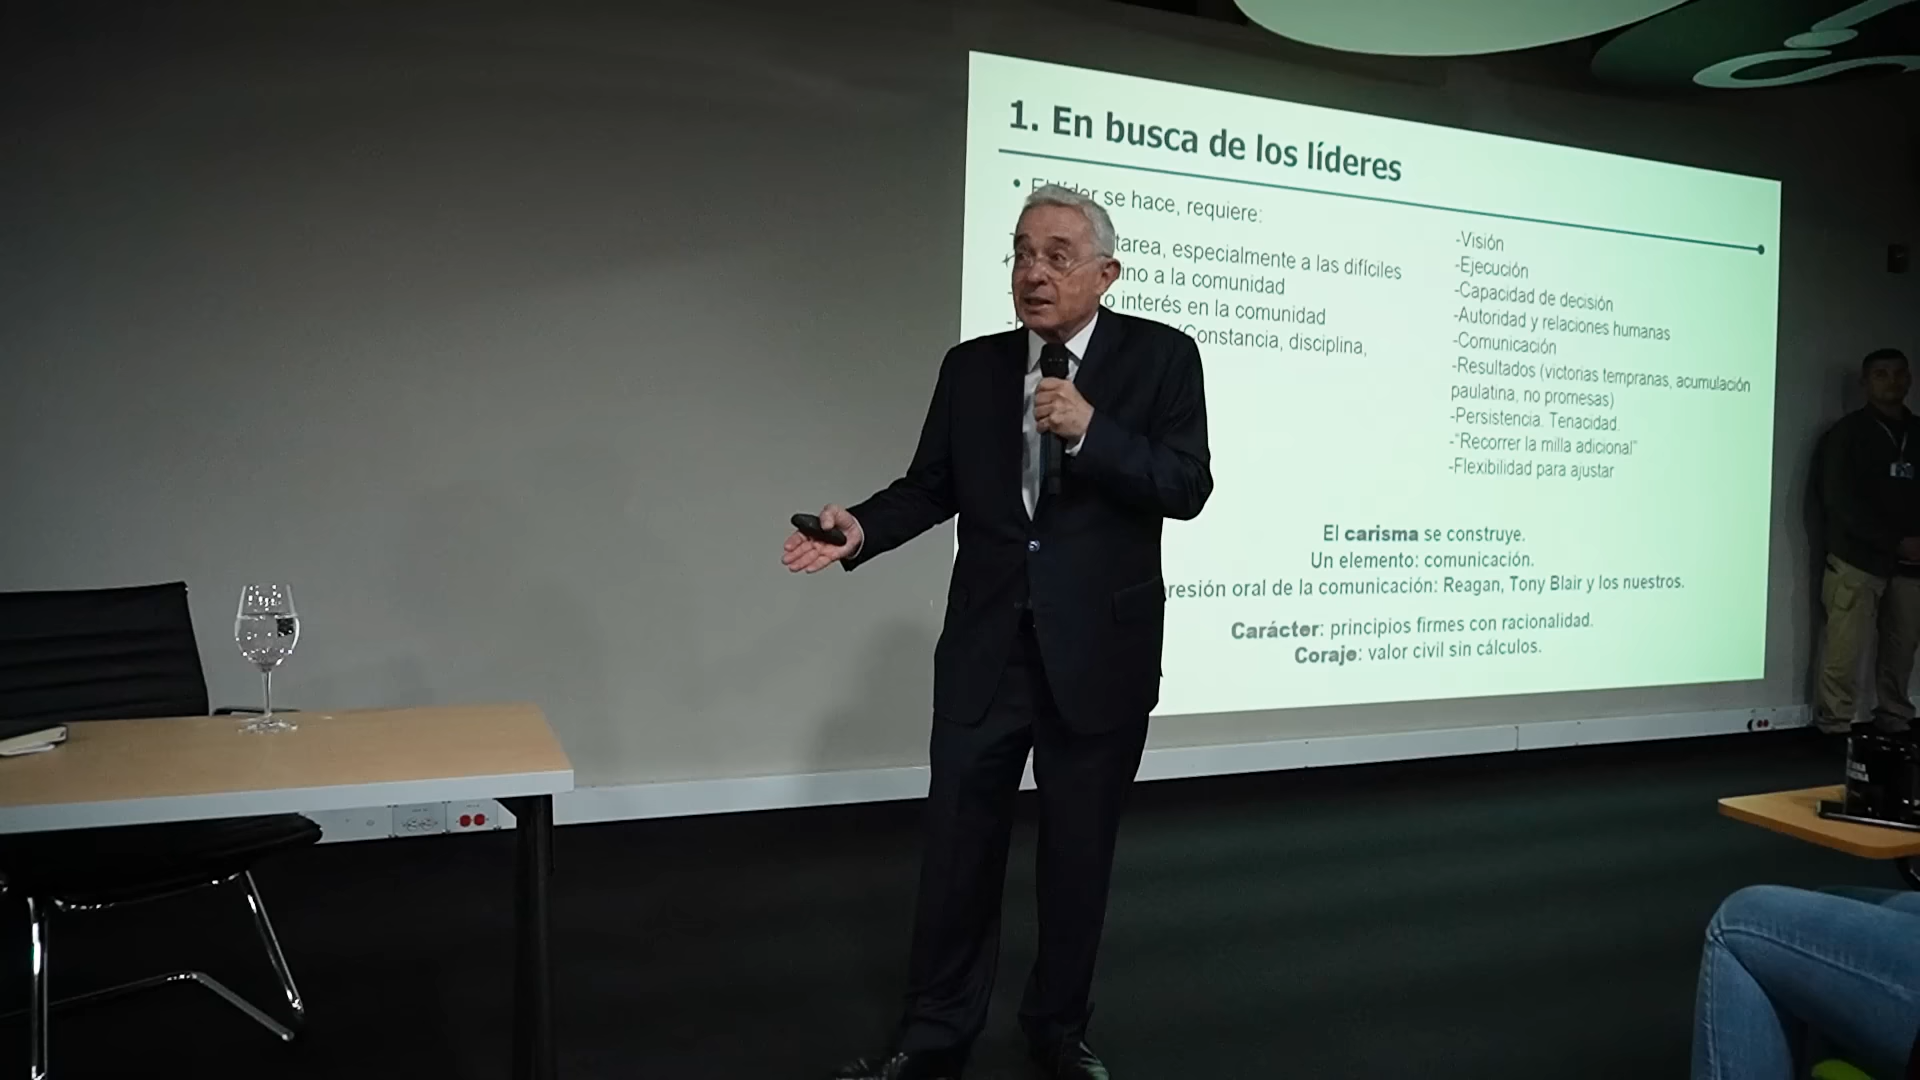 1. En busca de los líderes
• El líder se hace, requiere:
tarea, especialmente a las difíciles
ino a la comunidad
o interés en la comunidad
(Constancia, disciplina,
-Visión
-Ejecución
-Capacidad de decisión
-Autoridad y relaciones humanas
-Comunicación
-Resultados (victorias tempranas, acumulación
paulatina, no promesas)
-Persistencia. Tenacidad.
-“Recorrer la milla adicional”
-Flexibilidad para ajustar
El carisma se construye.
Un elemento: comunicación.
resión oral de la comunicación: Reagan, Tony Blair y los nuestros.
Carácter: principios firmes con racionalidad.
Coraje: valor civil sin cálculos.